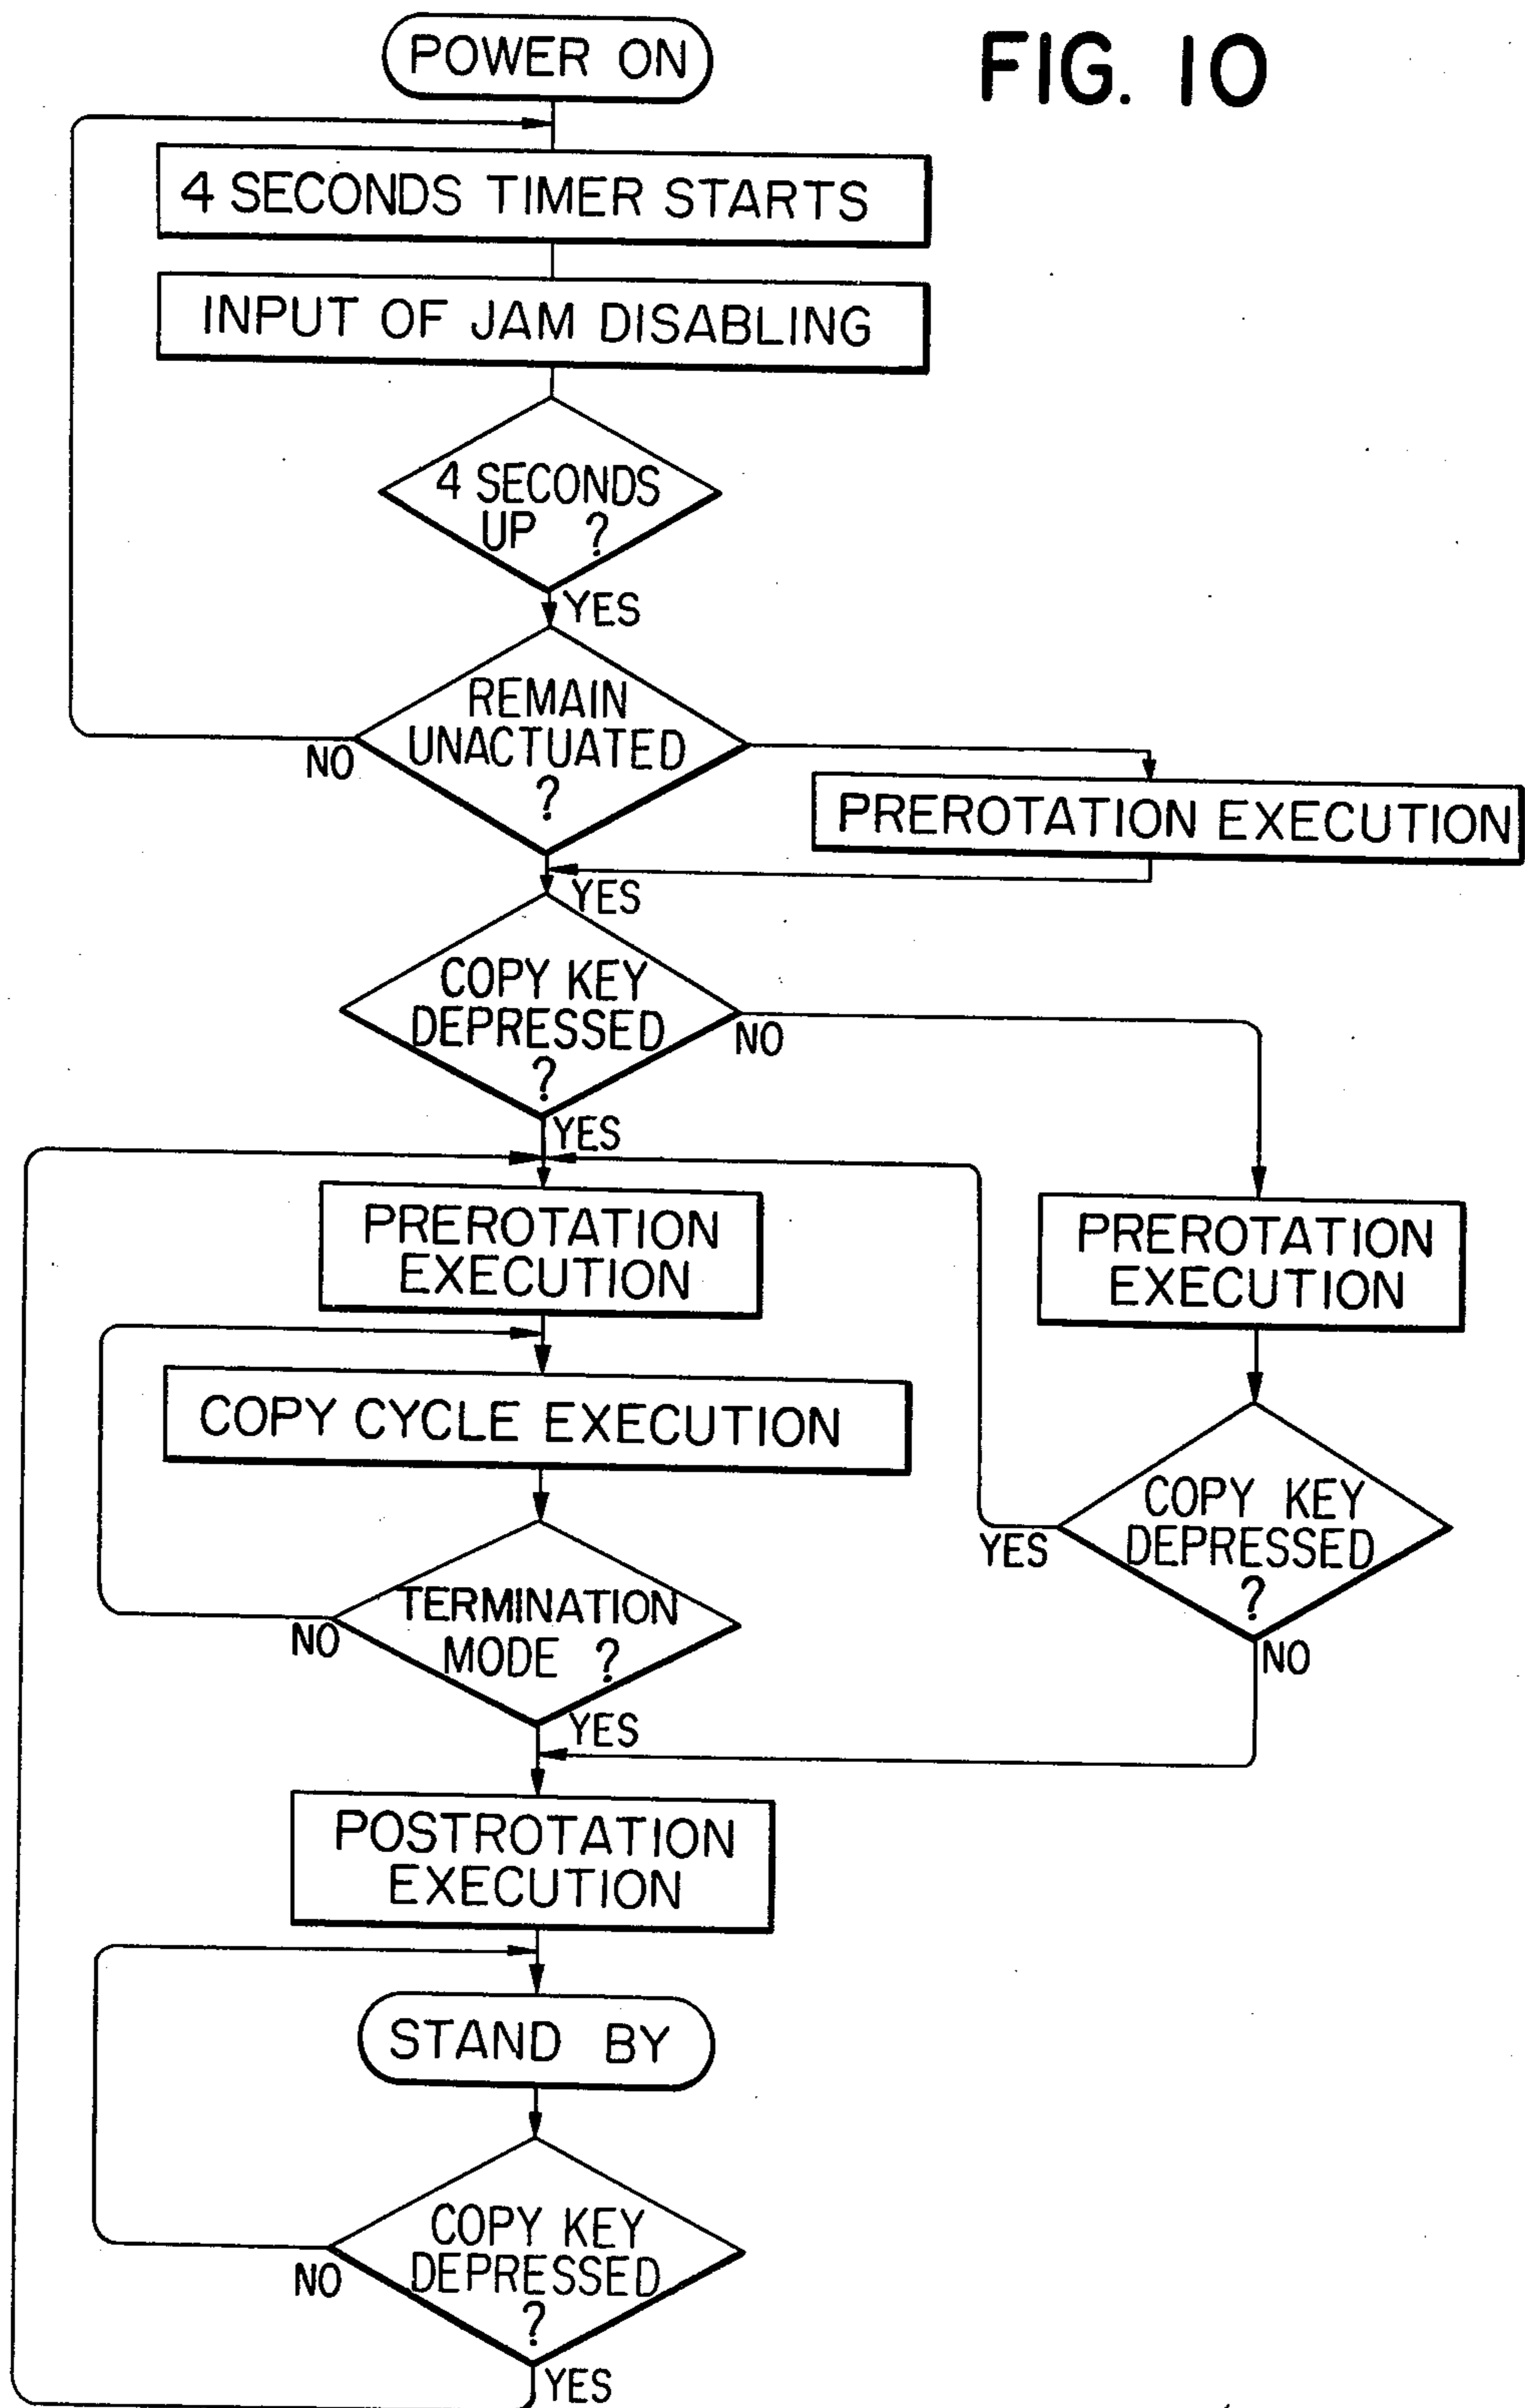 FIG. 10
POWER ON
4 SECONDS TIMER STARTS
INPUT OF JAM DISABLING
4 SECONDS
UP ?
YES
REMAIN
UNACTUATED
?
NO
PREROTATION EXECUTION
YES
COPY KEY
DEPRESSED
?
NO
YES
PREROTATION
EXECUTION
PREROTATION
EXECUTION
COPY CYCLE EXECUTION
COPY KEY
DEPRESSED
?
YES
NO
TERMINATION
MODE ?
NO
YES
POSTROTATION
EXECUTION
STAND BY
COPY KEY
DEPRESSED
?
NO
YES